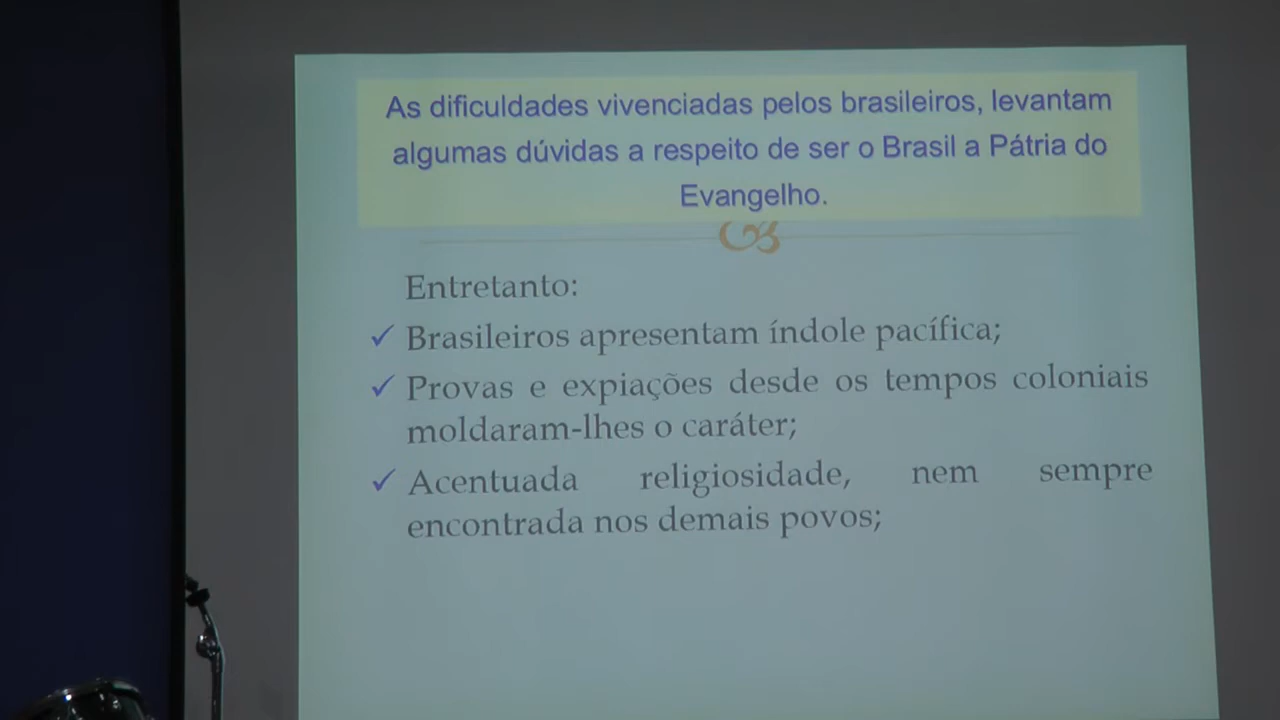 As dificuldades vivenciadas pelos brasileiros, levantam
algumas dúvidas a respeito de ser o Brasil a Pátria do
Evangelho.
Entretanto:
✓ Brasileiros apresentam índole pacífica;
✓ Provas e expiações desde os tempos coloniais
moldaram-lhes o caráter;
✓ Acentuada religiosidade, nem sempre
encontrada nos demais povos;